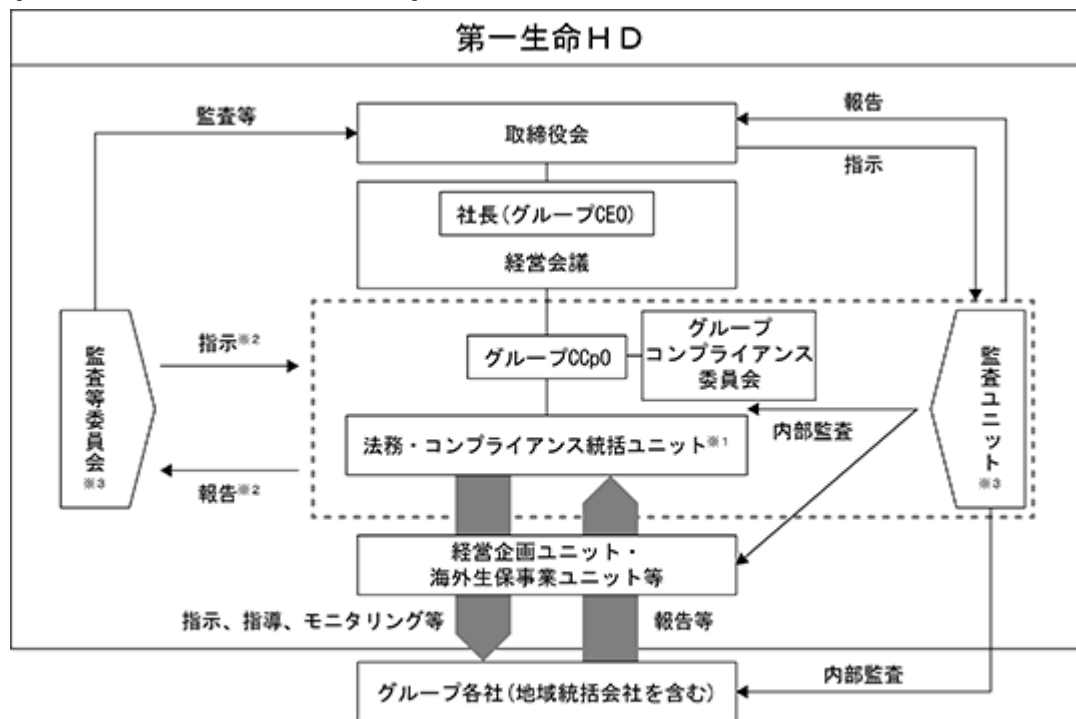 第一生命ＨＤ
監査等
取締役会
報告
指示
社長(グループCEO)
経営会議
監査等委員会※3
指示※2
報告※2
グループCCpO
グループ
コンプライアンス
委員会
法務・コンプライアンス統括ユニット※1
内部監査
監査ユニット※3
経営企画ユニット・
海外生保事業ユニット等
指示、指導、モニタリング等
報告等
グループ各社(地域統括会社を含む)
内部監査